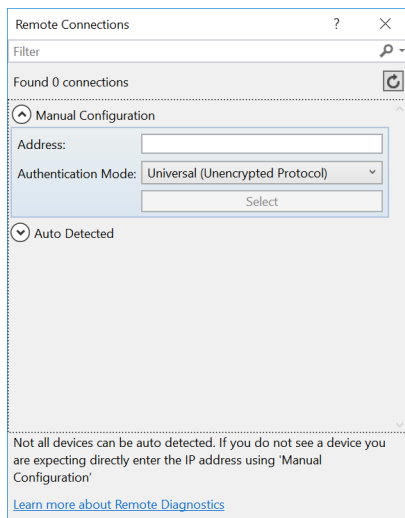 Remote Connections
Filter
Found 0 connections
Manual Configuration
Address:
Authentication Mode: Universal (Unencrypted Protocol)
Select
Auto Detected
Not all devices can be auto detected. If you do not see a device you
are expecting directly enter the IP address using 'Manual
Configuration'
Learn more about Remote Diagnostics